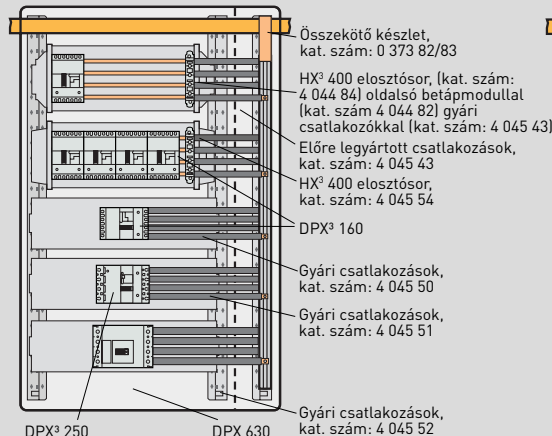 Összekötő készlet,
kat. szám: 0 373 82/83
HX³ 400 elosztósor, (kat. szám:
4 044 84) oldalsó betápmodullal
(kat. szám 4 044 82) gyári
csatlakozókkal (kat. szám: 4 045 43)
Előre legyártott csatlakozások,
kat. szám: 4 045 43
HX³ 400 elosztósor,
kat. szám: 4 045 54
DPX³ 160
Gyári csatlakozások,
kat. szám: 4 045 50
Gyári csatlakozások,
kat. szám: 4 045 51
Gyári csatlakozások,
kat. szám: 4 045 52
DPX³ 250
DPX 630